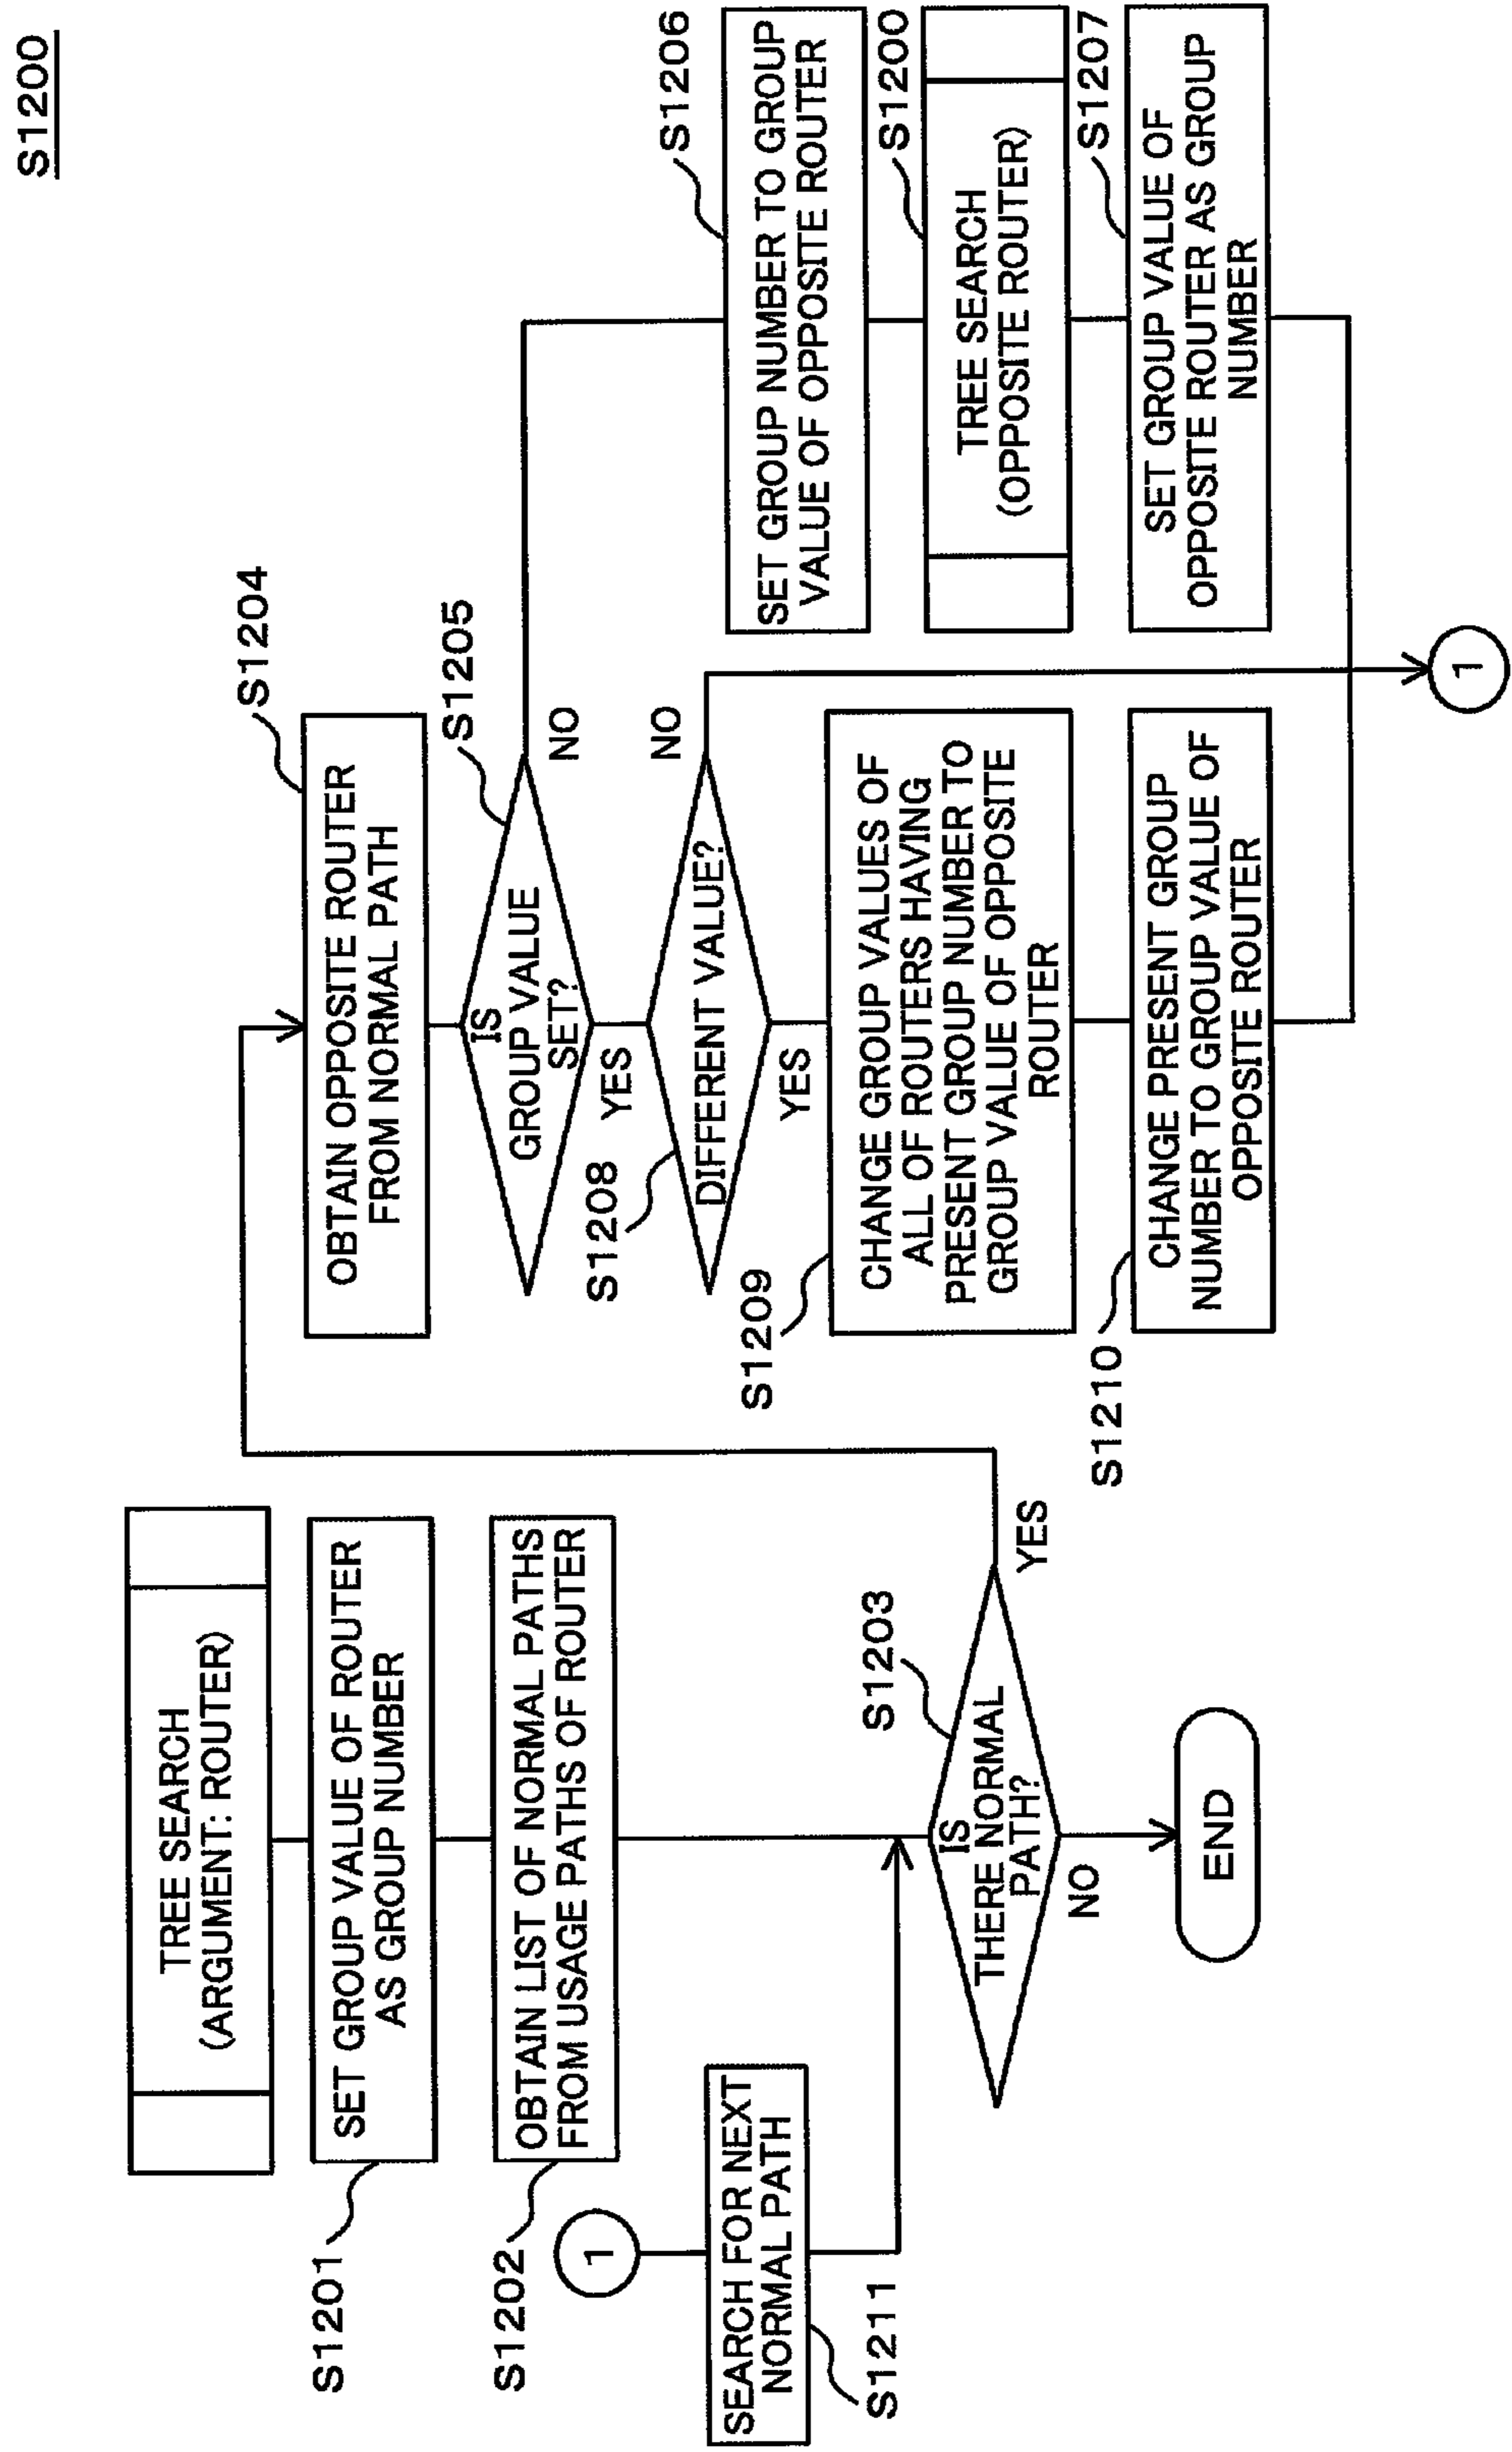 S1200
TREE SEARCH
(ARGUMENT: ROUTER)
S1201
SET GROUP VALUE OF ROUTER
AS GROUP NUMBER
S1202
OBTAIN LIST OF NORMAL PATHS
FROM USAGE PATHS OF ROUTER
1
SEARCH FOR NEXT
NORMAL PATH
S1211
S1203
IS
THERE NORMAL
PATH?
YES
NO
END
S1204
OBTAIN OPPOSITE ROUTER
FROM NORMAL PATH
S1205
IS
GROUP VALUE
SET?
NO
YES
S1208
DIFFERENT VALUE?
NO
YES
S1209
CHANGE GROUP VALUES OF
ALL OF ROUTERS HAVING
PRESENT GROUP NUMBER TO
GROUP VALUE OF OPPOSITE
ROUTER
S1210
CHANGE PRESENT GROUP
NUMBER TO GROUP VALUE OF
OPPOSITE ROUTER
S1206
SET GROUP NUMBER TO GROUP
VALUE OF OPPOSITE ROUTER
S1200
TREE SEARCH
(OPPOSITE ROUTER)
S1207
SET GROUP VALUE OF
OPPOSITE ROUTER AS GROUP
NUMBER
1